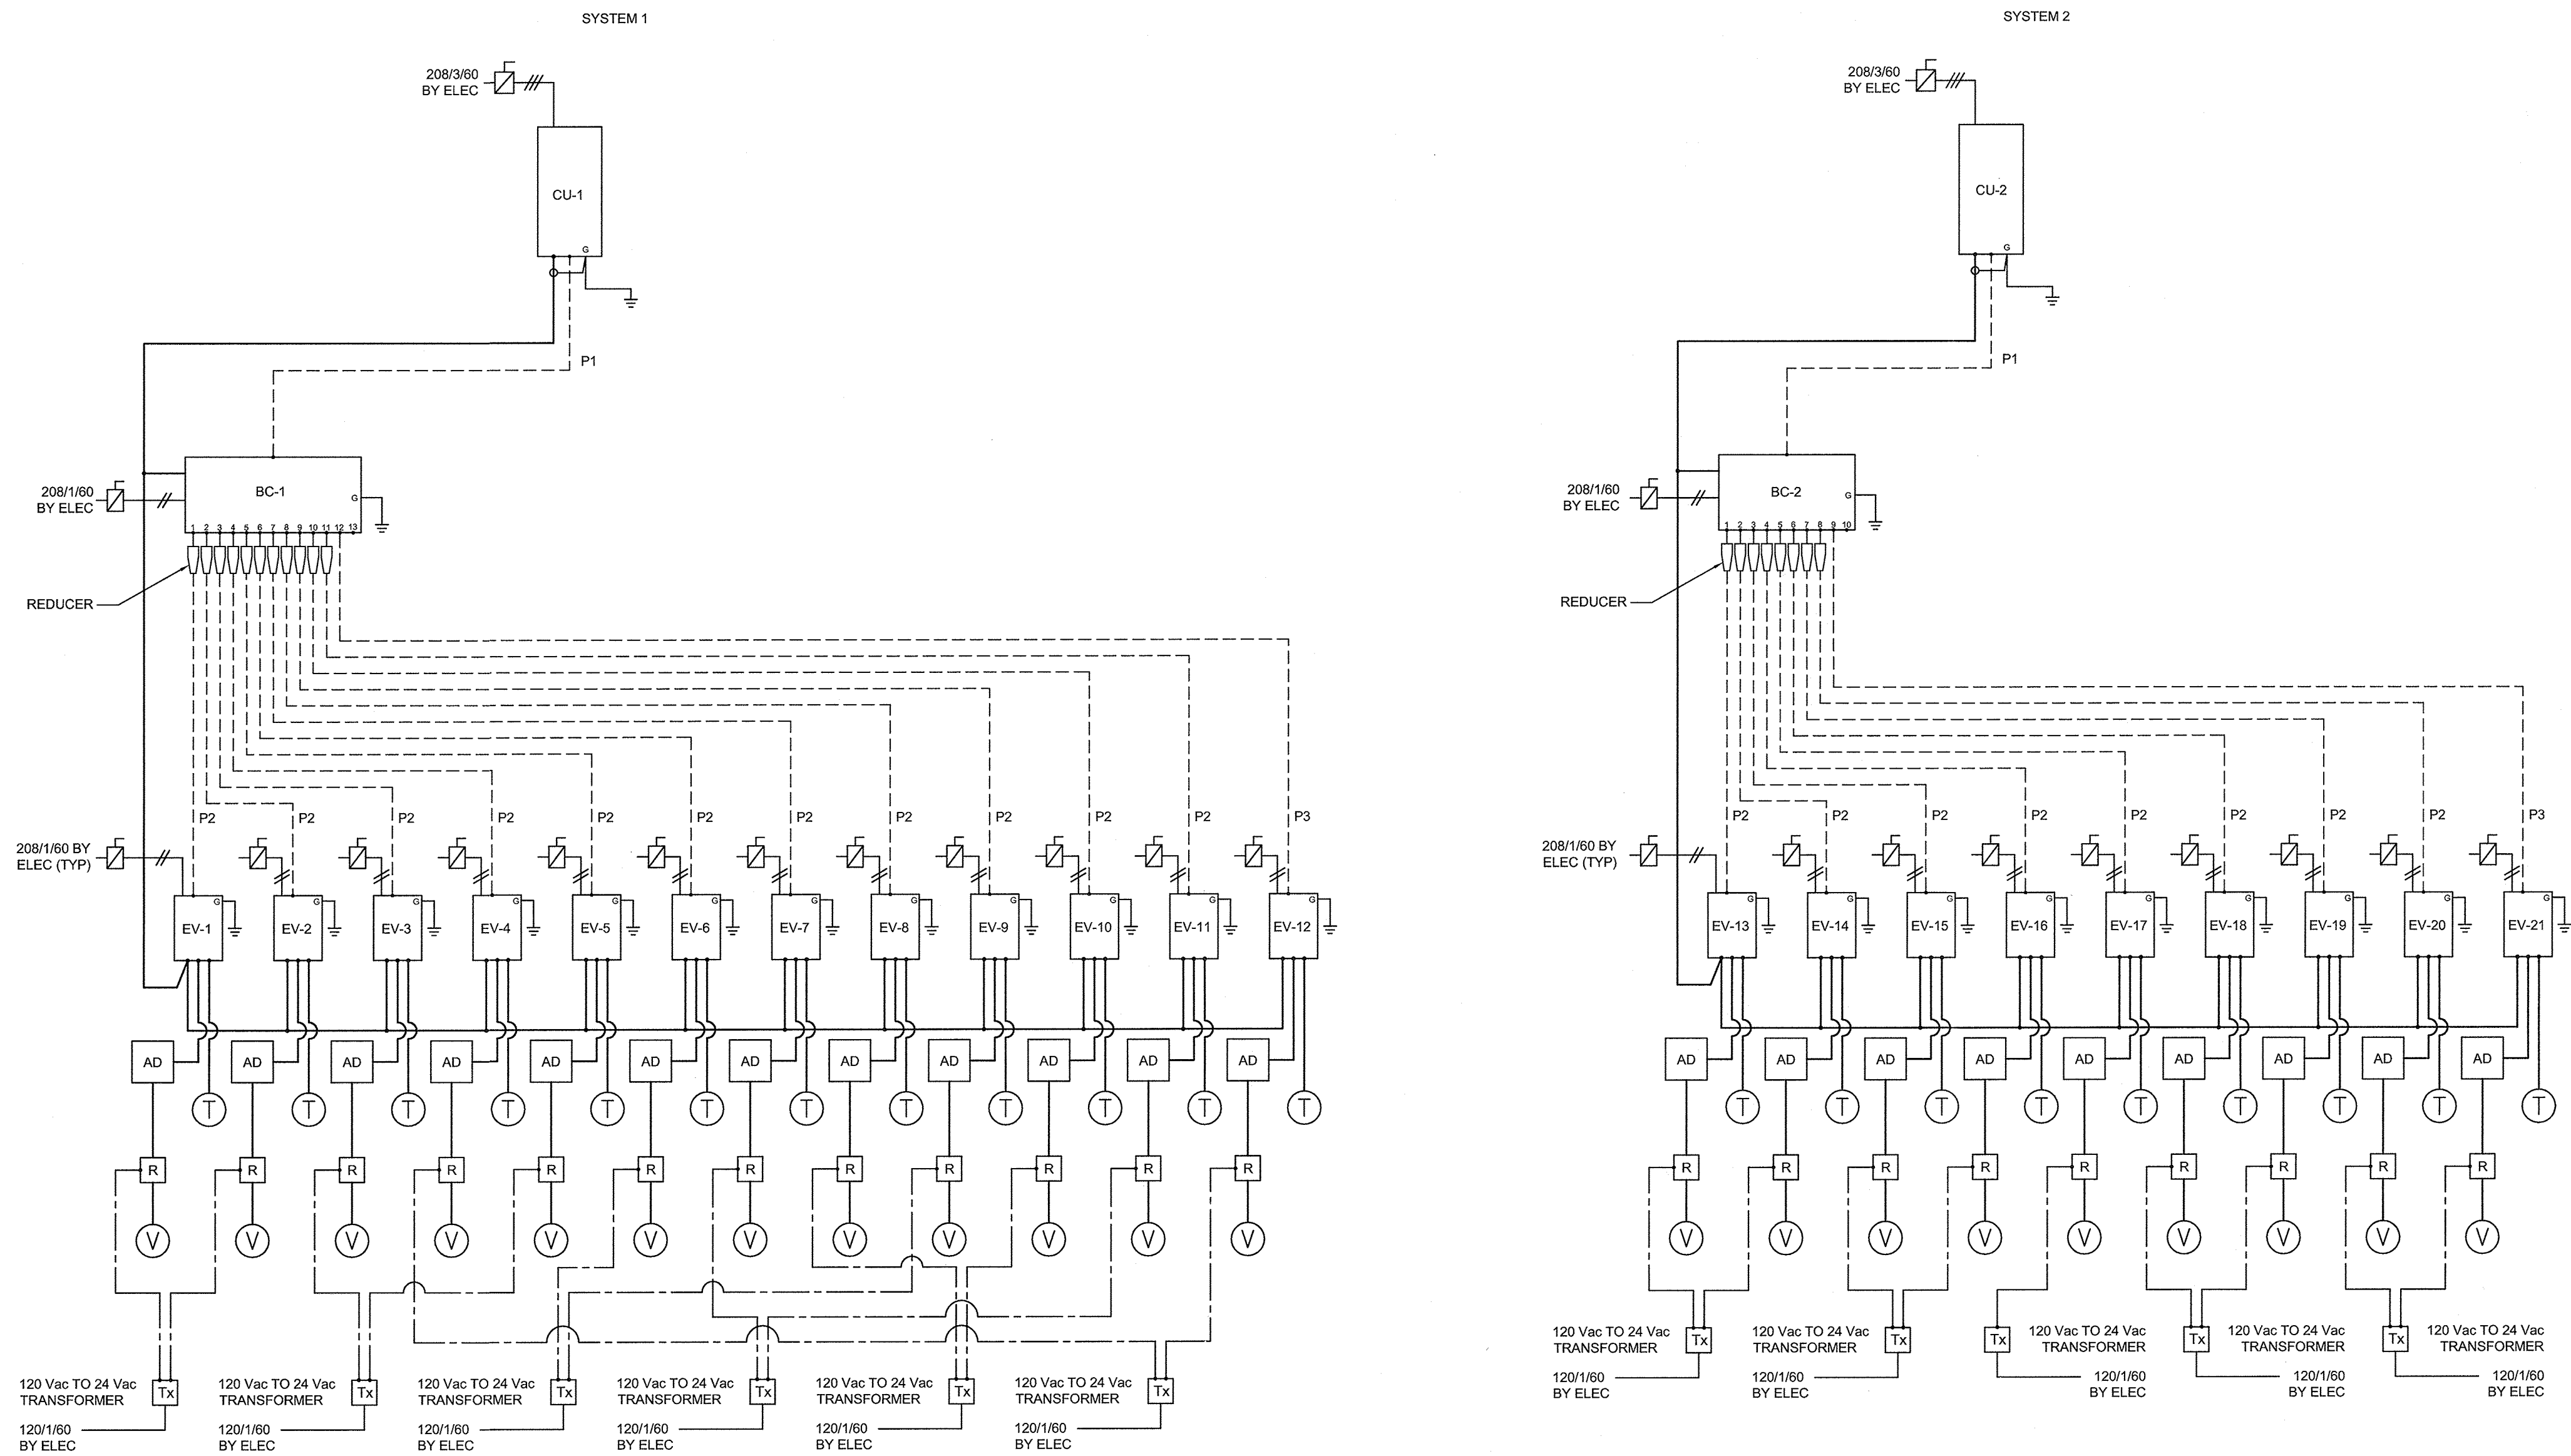 SYSTEM 1
208/3/60
BY ELEC
CU-1
G
P1
208/1/60
BY ELEC
BC-1
G
1 2 3 4 5 6 7 8 9 10 11 12 13
REDUCER
P2 P2 P2 P2 P2 P2 P2 P2 P2 P2 P2 P3
208/1/60 BY
ELEC (TYP)
G G G G G G G G G G G G
EV-1 EV-2 EV-3 EV-4 EV-5 EV-6 EV-7 EV-8 EV-9 EV-10 EV-11 EV-12
AD AD AD AD AD AD AD AD AD AD AD AD
T T T T T T T T T T T T
R R R R R R R R R R R R
V V V V V V V V V V V V
120 Vac TO 24 Vac
TRANSFORMER
Tx
120/1/60
BY ELEC
120 Vac TO 24 Vac
TRANSFORMER
Tx
120/1/60
BY ELEC
120 Vac TO 24 Vac
TRANSFORMER
Tx
120/1/60
BY ELEC
120 Vac TO 24 Vac
TRANSFORMER
Tx
120/1/60
BY ELEC
120 Vac TO 24 Vac
TRANSFORMER
Tx
120/1/60
BY ELEC
120 Vac TO 24 Vac
TRANSFORMER
Tx
120/1/60
BY ELEC
SYSTEM 2
208/3/60
BY ELEC
CU-2
G
P1
208/1/60
BY ELEC
BC-2
G
1 2 3 4 5 6 7 8 9 10
REDUCER
P2 P2 P2 P2 P2 P2 P2 P2 P3
208/1/60 BY
ELEC (TYP)
G G G G G G G G G
EV-13 EV-14 EV-15 EV-16 EV-17 EV-18 EV-19 EV-20 EV-21
AD AD AD AD AD AD AD AD AD
T T T T T T T T T
R R R R R R R R R
V V V V V V V V V
120 Vac TO 24 Vac
TRANSFORMER
Tx
120/1/60
BY ELEC
120 Vac TO 24 Vac
TRANSFORMER
Tx
120/1/60
BY ELEC
Tx
120 Vac TO 24 Vac
TRANSFORMER
120/1/60
BY ELEC
Tx
120 Vac TO 24 Vac
TRANSFORMER
120/1/60
BY ELEC
Tx
120 Vac TO 24 Vac
TRANSFORMER
120/1/60
BY ELEC